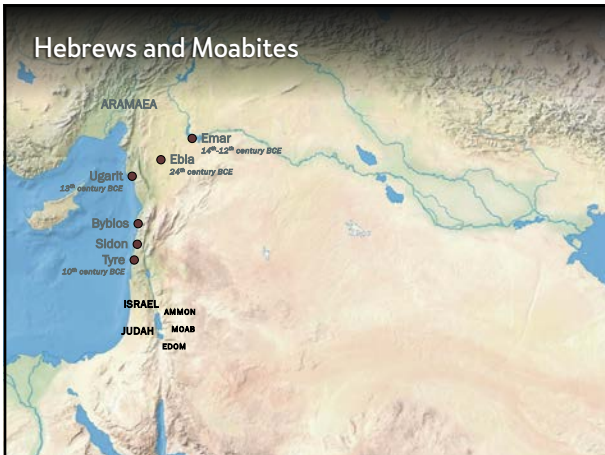 Hebrews and Moabites
ARAMAEA
Emar
14th-12th century BCE
Ebla
24th century BCE
Ugarit
13th century BCE
Byblos
Sidon
Tyre
10th century BCE
ISRAEL
AMMON
JUDAH
MOAB
EDOM